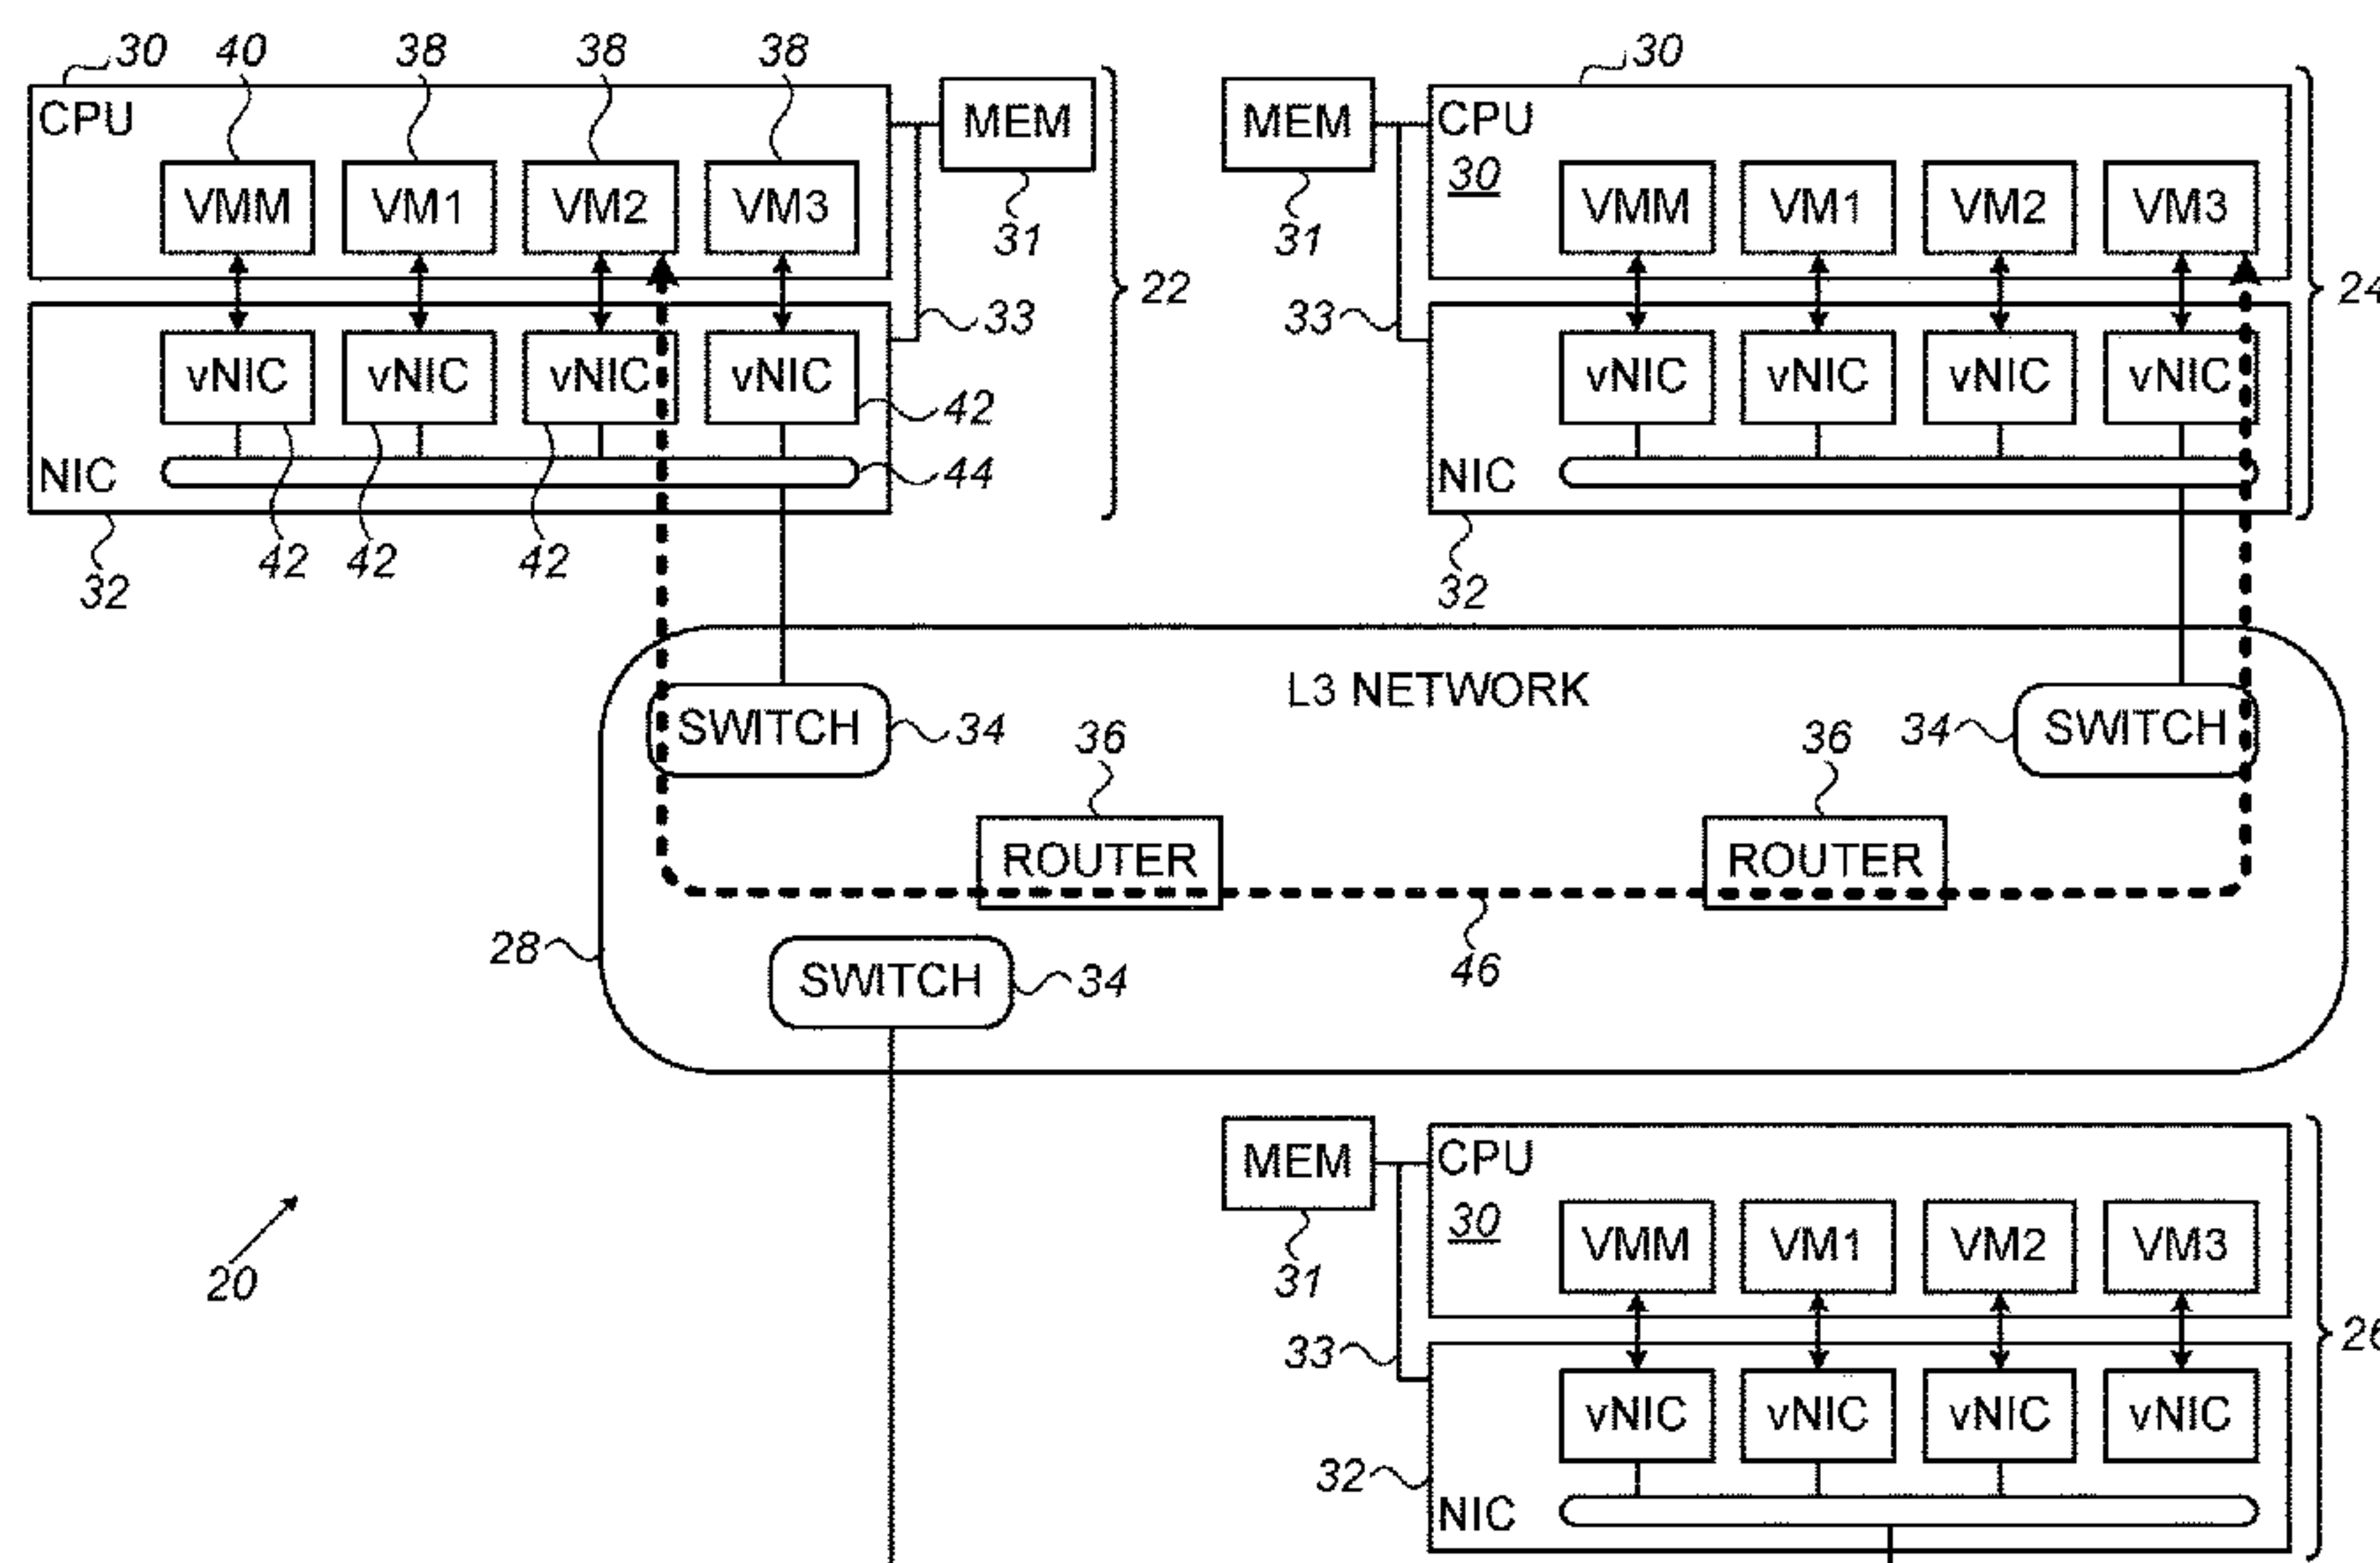 30 40 38 38 38 30
CPU MEM MEM CPU
30
VMM VM1 VM2 VM3 VMM VM1 VM2 VM3
31 31
22 24
33 33
vNIC vNIC vNIC vNIC vNIC vNIC vNIC vNIC
42
NIC 44 NIC
42 42 42
32 32
L3 NETWORK
SWITCH 34 34 SWITCH
36 36
ROUTER ROUTER
28 46
SWITCH 34
MEM CPU
30
VMM VM1 VM2 VM3
20 31
33 26
vNIC vNIC vNIC vNIC
32
NIC